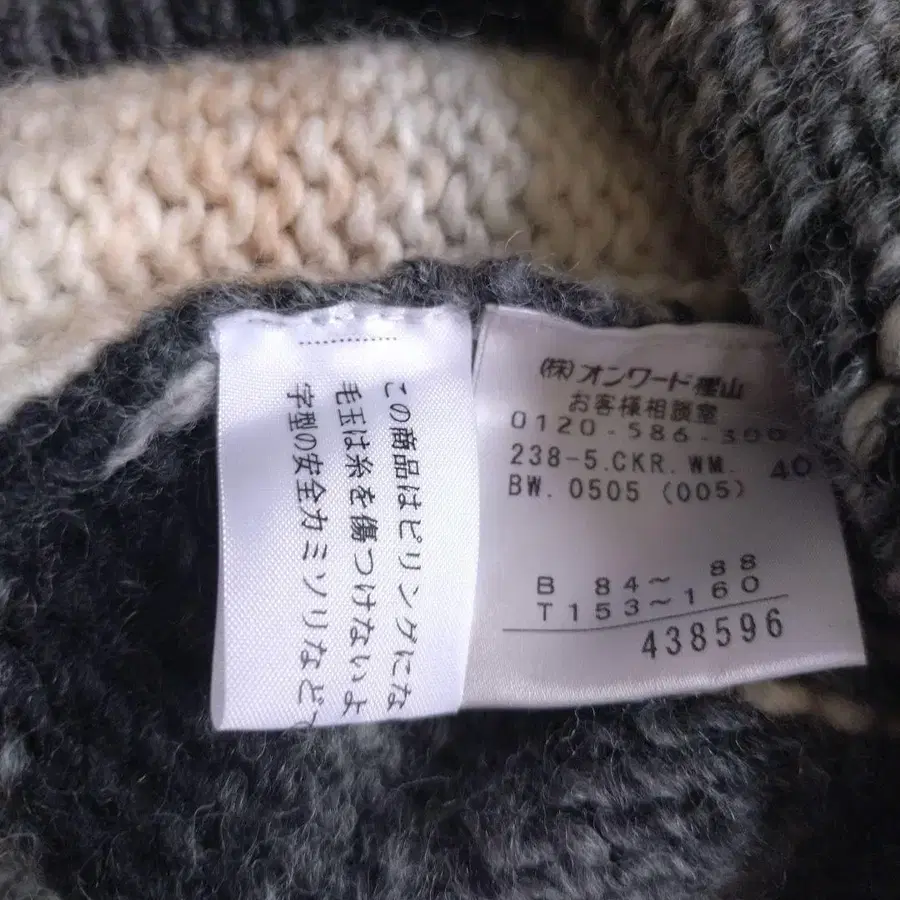 この商品はピリングにな
毛玉は糸を傷つけないよ
字型の安全カミソリなどで
(株)オンワード樫山
お客様相談室
0120-586-300
238-5.CKR.WM. 40
BW. 0505 (005)
B 84～ 88
T153～160
438596